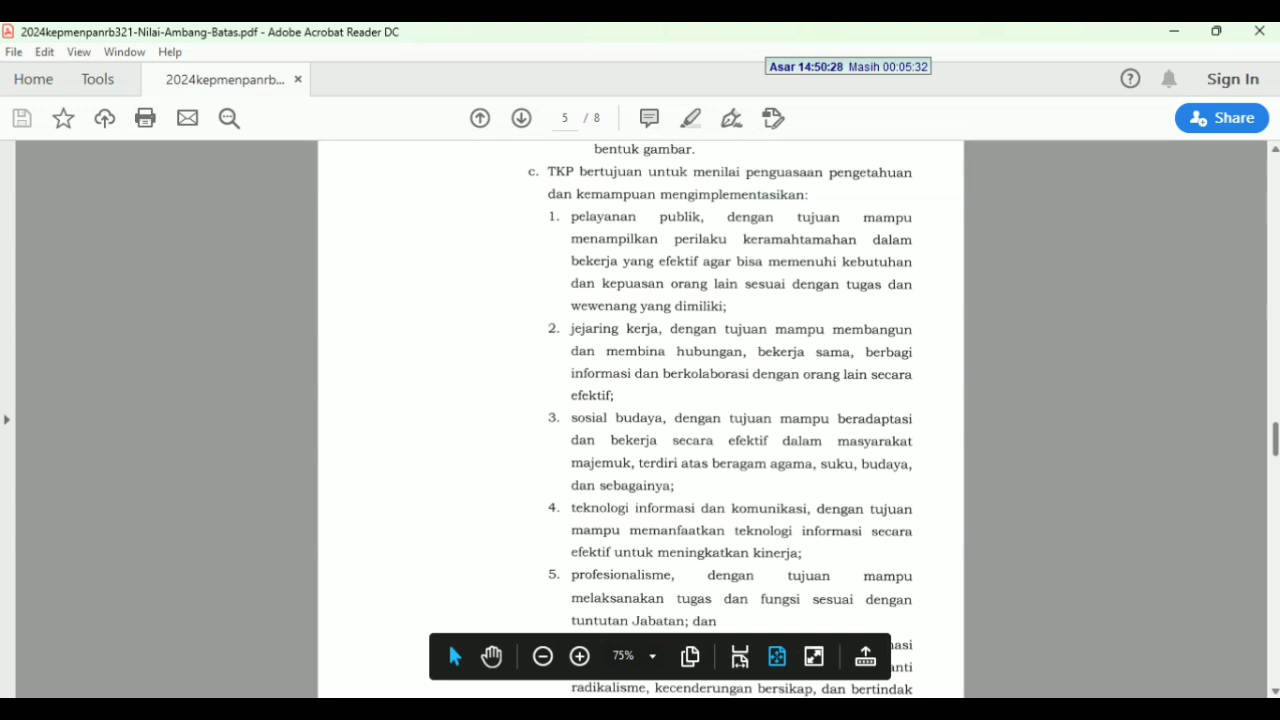 2024kepmenpanrb321-Nilai-Ambang-Batas.pdf - Adobe Acrobat Reader DC
File Edit View Window Help
Asar 14:50:28 Masih 00:05:32
Home Tools 2024kepmenpanrb... × Sign In
5 / 8 Share
bentuk gambar.
c. TKP bertujuan untuk menilai penguasaan pengetahuan
dan kemampuan mengimplementasikan:
1. pelayanan publik, dengan tujuan mampu
menampilkan perilaku keramahtamahan dalam
bekerja yang efektif agar bisa memenuhi kebutuhan
dan kepuasan orang lain sesuai dengan tugas dan
wewenang yang dimiliki;
2. jejaring kerja, dengan tujuan mampu membangun
dan membina hubungan, bekerja sama, berbagi
informasi dan berkolaborasi dengan orang lain secara
efektif;
3. sosial budaya, dengan tujuan mampu beradaptasi
dan bekerja secara efektif dalam masyarakat
majemuk, terdiri atas beragam agama, suku, budaya,
dan sebagainya;
4. teknologi informasi dan komunikasi, dengan tujuan
mampu memanfaatkan teknologi informasi secara
efektif untuk meningkatkan kinerja;
5. profesionalisme, dengan tujuan mampu
melaksanakan tugas dan fungsi sesuai dengan
tuntutan Jabatan; dan
75%
radikalisme, kecenderungan bersikap, dan bertindak